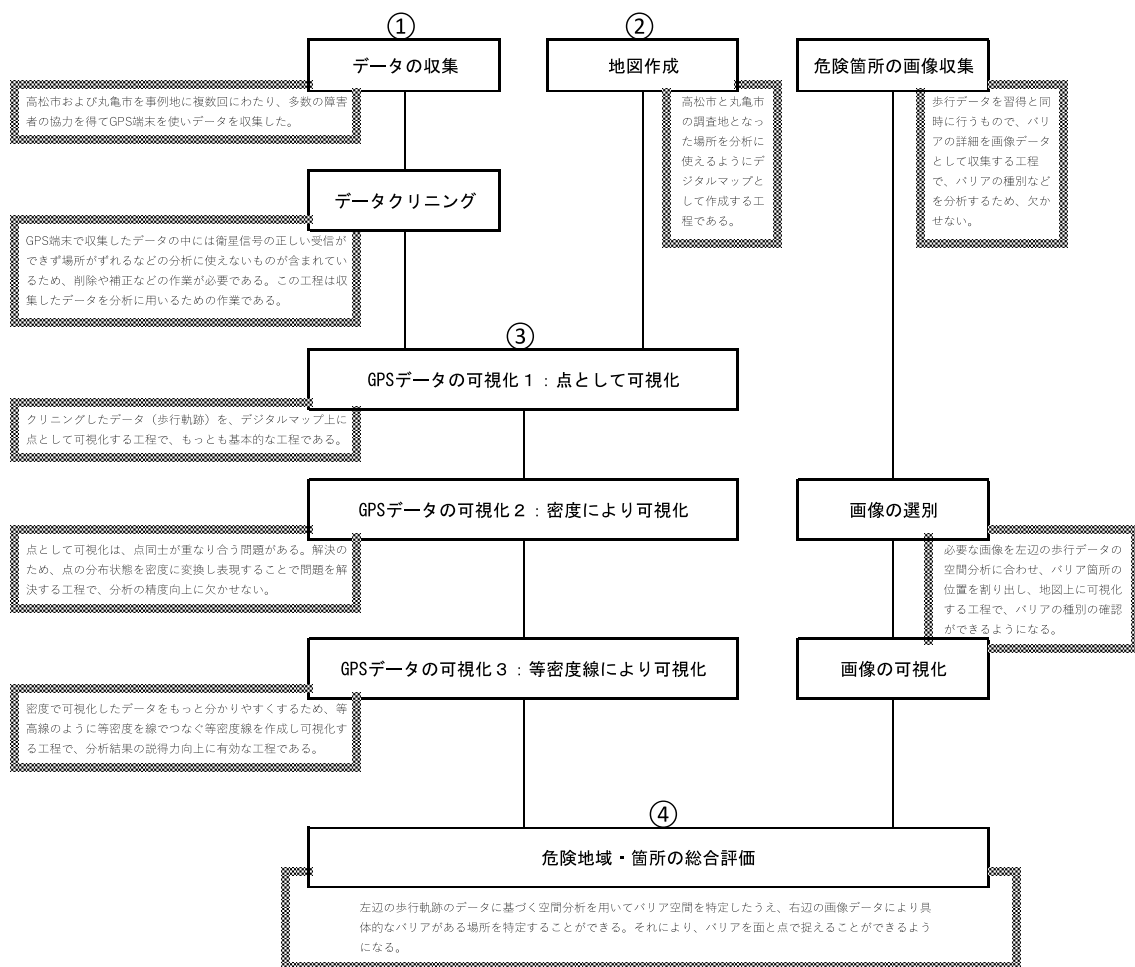 ①
データの収集
高松市および丸亀市を事例地に複数回にわたり、多数の障害
者の協力を得てGPS端末を使いデータを収集した。
②
地図作成
高松市と丸亀市
の調査地となっ
た場所を分析に
使えるようにデ
ジタルマップと
して作成する工
程である。
危険箇所の画像収集
歩行データを習得と同
時に行うもので、バリ
アの詳細を画像データ
として収集する工程
で、バリアの種別など
を分析するため、欠か
せない。
データクリニング
GPS端末で収集したデータの中には衛星信号の正しい受信が
できず場所がずれるなどの分析に使えないものが含まれてい
るため、削除や補正などの作業が必要である。この工程は収
集したデータを分析に用いるための作業である。
③
GPSデータの可視化1：点として可視化
クリニングしたデータ（歩行軌跡）を、デジタルマップ上に
点として可視化する工程で、もっとも基本的な工程である。
GPSデータの可視化2：密度により可視化
点として可視化は、点同士が重なり合う問題がある。解決の
ため、点の分布状態を密度に変換し表現することで問題を解
決する工程で、分析の精度向上に欠かせない。
画像の選別
必要な画像を左辺の歩行データの
空間分析に合わせ、バリア箇所の
位置を割り出し、地図上に可視化
する工程で、バリアの種別の確認
ができるようになる。
GPSデータの可視化3：等密度線により可視化
密度で可視化したデータをもっと分かりやすくするため、等
高線のように等密度を線でつなぐ等密度線を作成し可視化す
る工程で、分析結果の説得力向上に有効な工程である。
画像の可視化
④
危険地域・箇所の総合評価
左辺の歩行軌跡のデータに基づく空間分析を用いてバリア空間を特定したうえ、右辺の画像データにより具
体的なバリアがある場所を特定することができる。それにより、バリアを面と点で捉えることができるよう
になる。